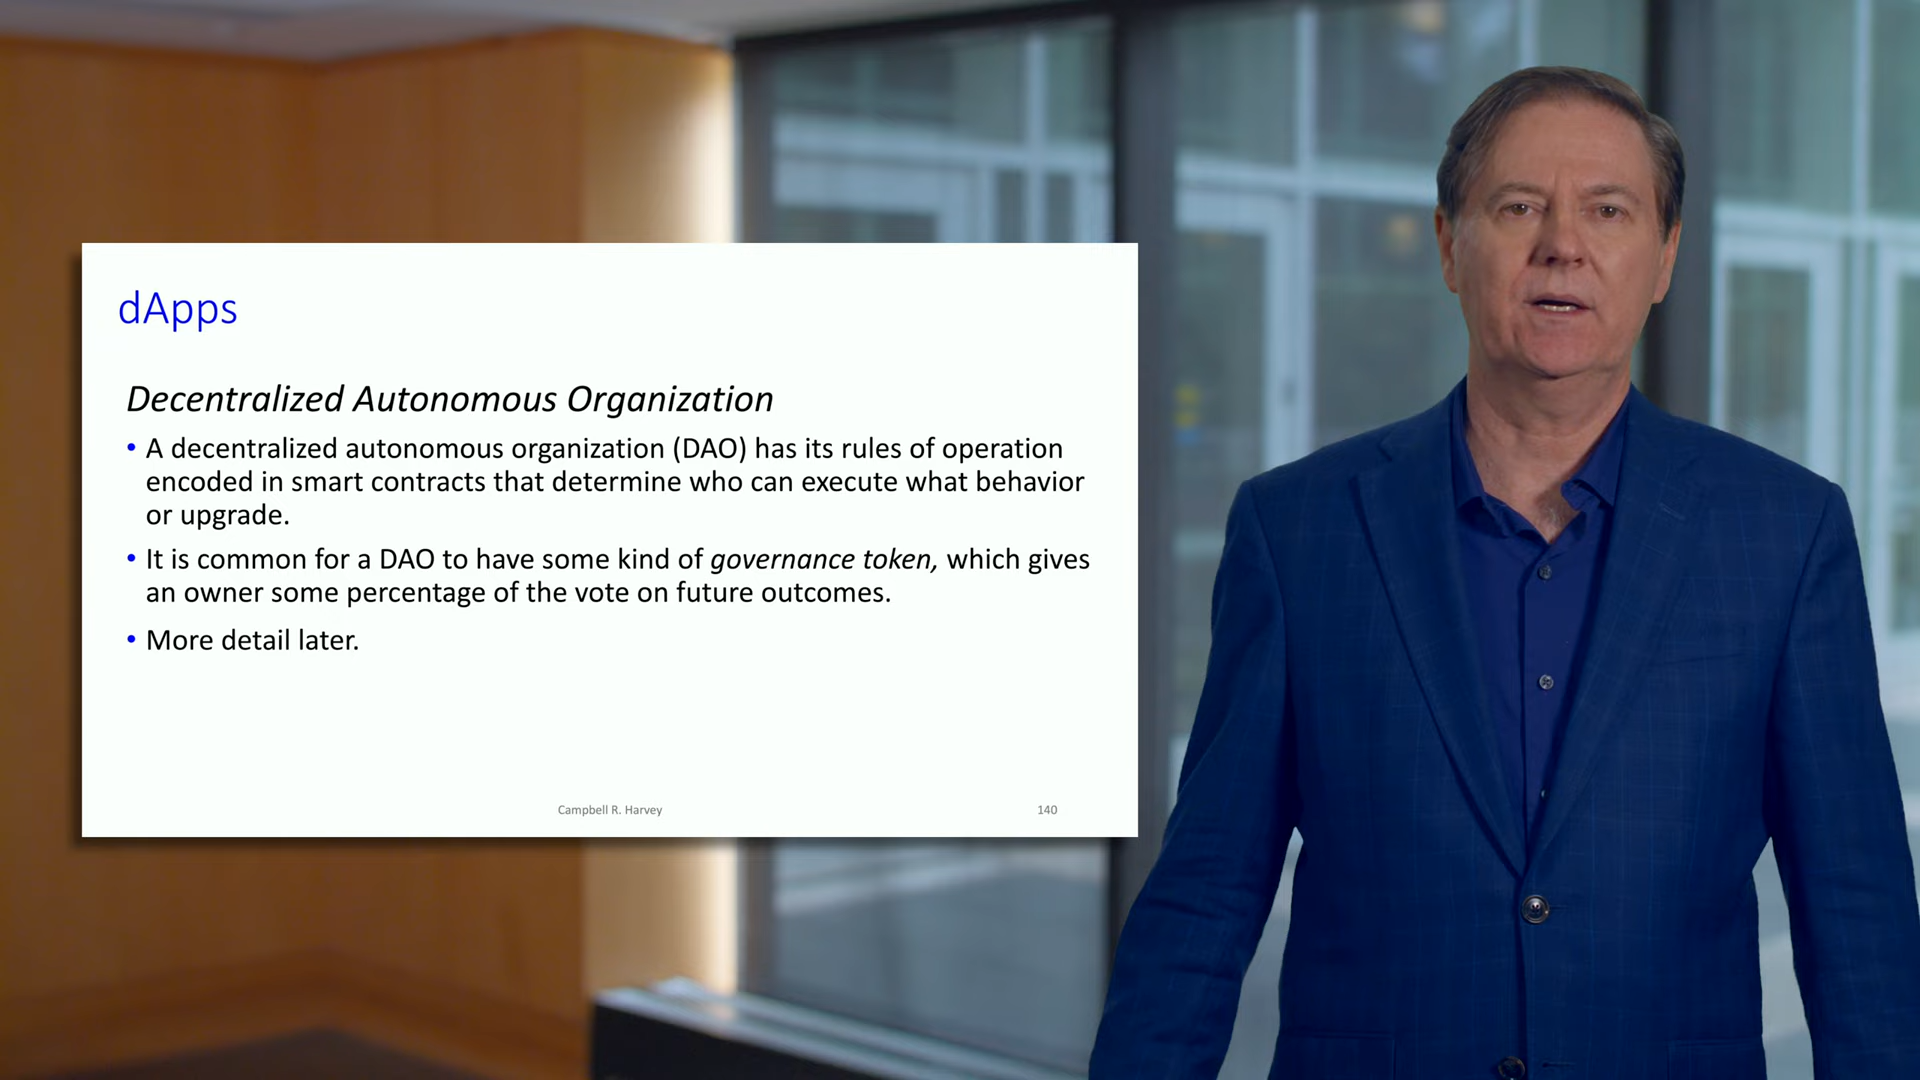 dApps
Decentralized Autonomous Organization
• A decentralized autonomous organization (DAO) has its rules of operation
encoded in smart contracts that determine who can execute what behavior
or upgrade.
• It is common for a DAO to have some kind of governance token, which gives
an owner some percentage of the vote on future outcomes.
• More detail later.
Campbell R. Harvey
140